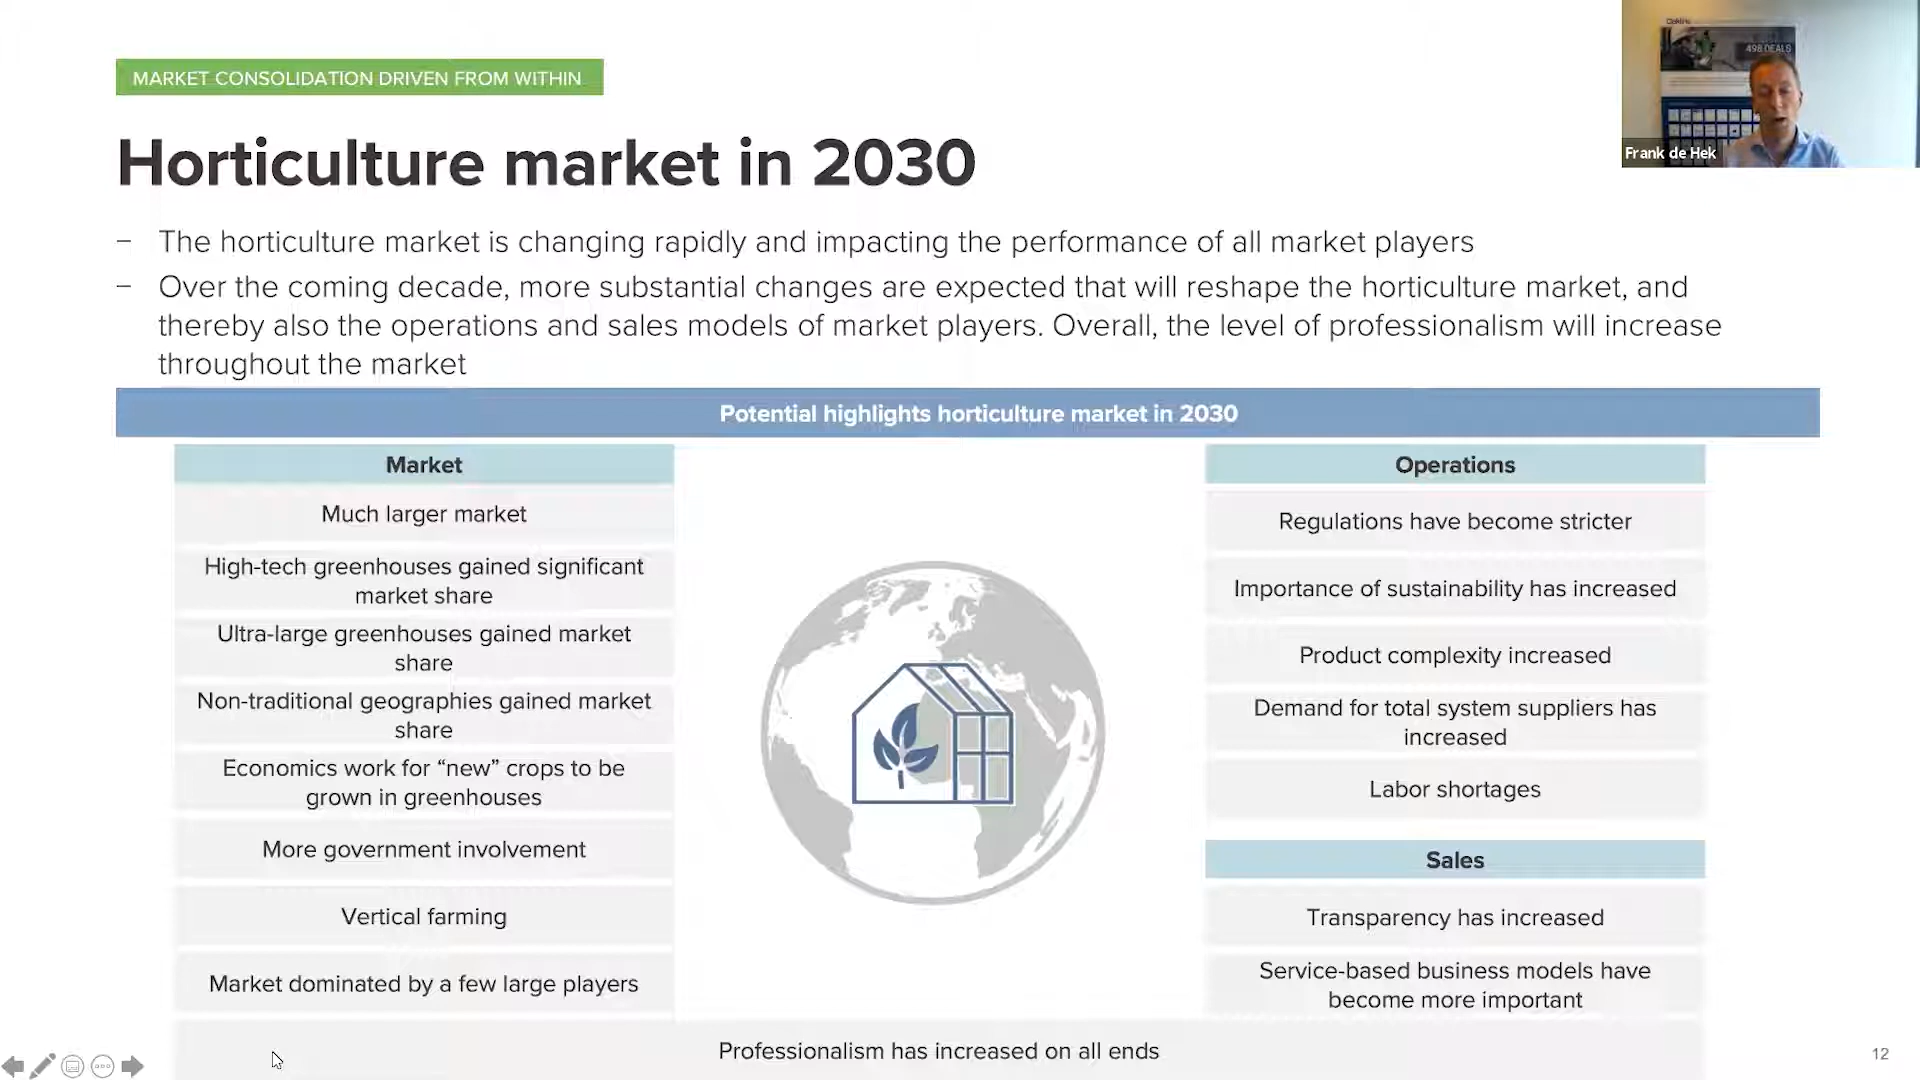 MARKET CONSOLIDATION DRIVEN FROM WITHIN
498 DEALS
Frank de Hek
Horticulture market in 2030
– The horticulture market is changing rapidly and impacting the performance of all market players
– Over the coming decade, more substantial changes are expected that will reshape the horticulture market, and
thereby also the operations and sales models of market players. Overall, the level of professionalism will increase
throughout the market
Potential highlights horticulture market in 2030
Market
Much larger market
High-tech greenhouses gained significant
market share
Ultra-large greenhouses gained market
share
Non-traditional geographies gained market
share
Economics work for “new” crops to be
grown in greenhouses
More government involvement
Vertical farming
Market dominated by a few large players
Operations
Regulations have become stricter
Importance of sustainability has increased
Product complexity increased
Demand for total system suppliers has
increased
Labor shortages
Sales
Transparency has increased
Service-based business models have
become more important
Professionalism has increased on all ends
12